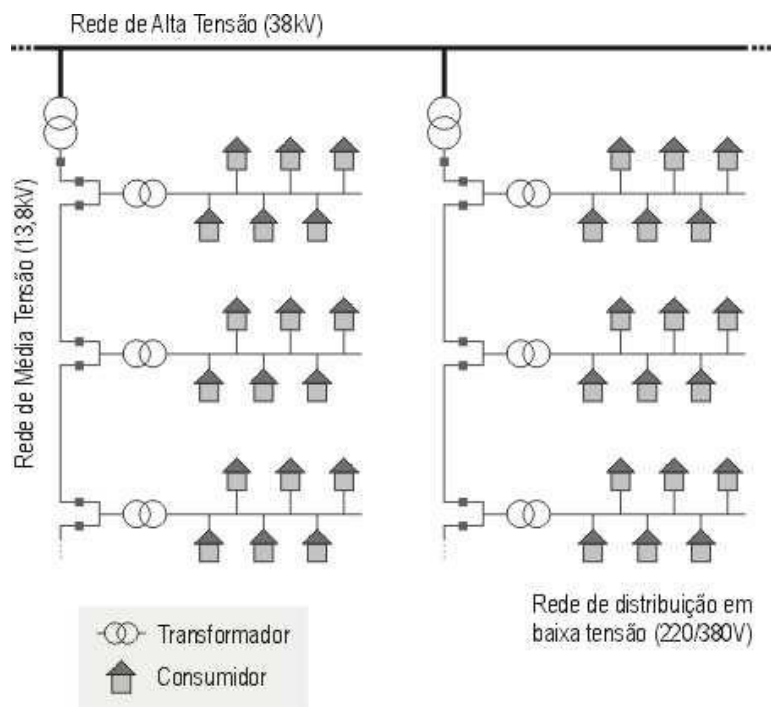 Rede de Alta Tensão (38kV)
Rede de Média Tensão (13,8kV)
Rede de distribuição em
baixa tensão (220/380V)
Transformador
Consumidor